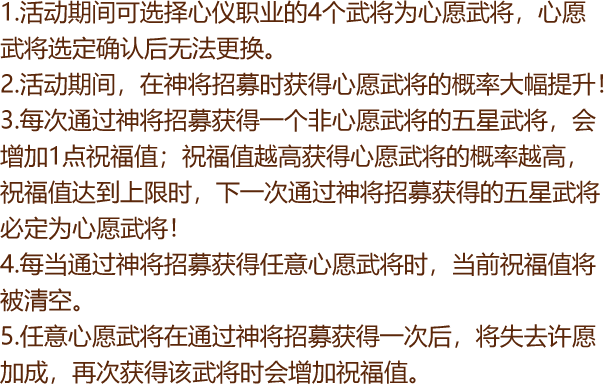 1.活动期间可选择心仪职业的4个武将为心愿武将，心愿
武将选定确认后无法更换。
2.活动期间，在神将招募时获得心愿武将的概率大幅提升！
3.每次通过神将招募获得一个非心愿武将的五星武将，会
增加1点祝福值；祝福值越高获得心愿武将的概率越高，
祝福值达到上限时，下一次通过神将招募获得的五星武将
必定为心愿武将！
4.每当通过神将招募获得任意心愿武将时，当前祝福值将
被清空。
5.任意心愿武将在通过神将招募获得一次后，将失去许愿
加成，再次获得该武将时会增加祝福值。